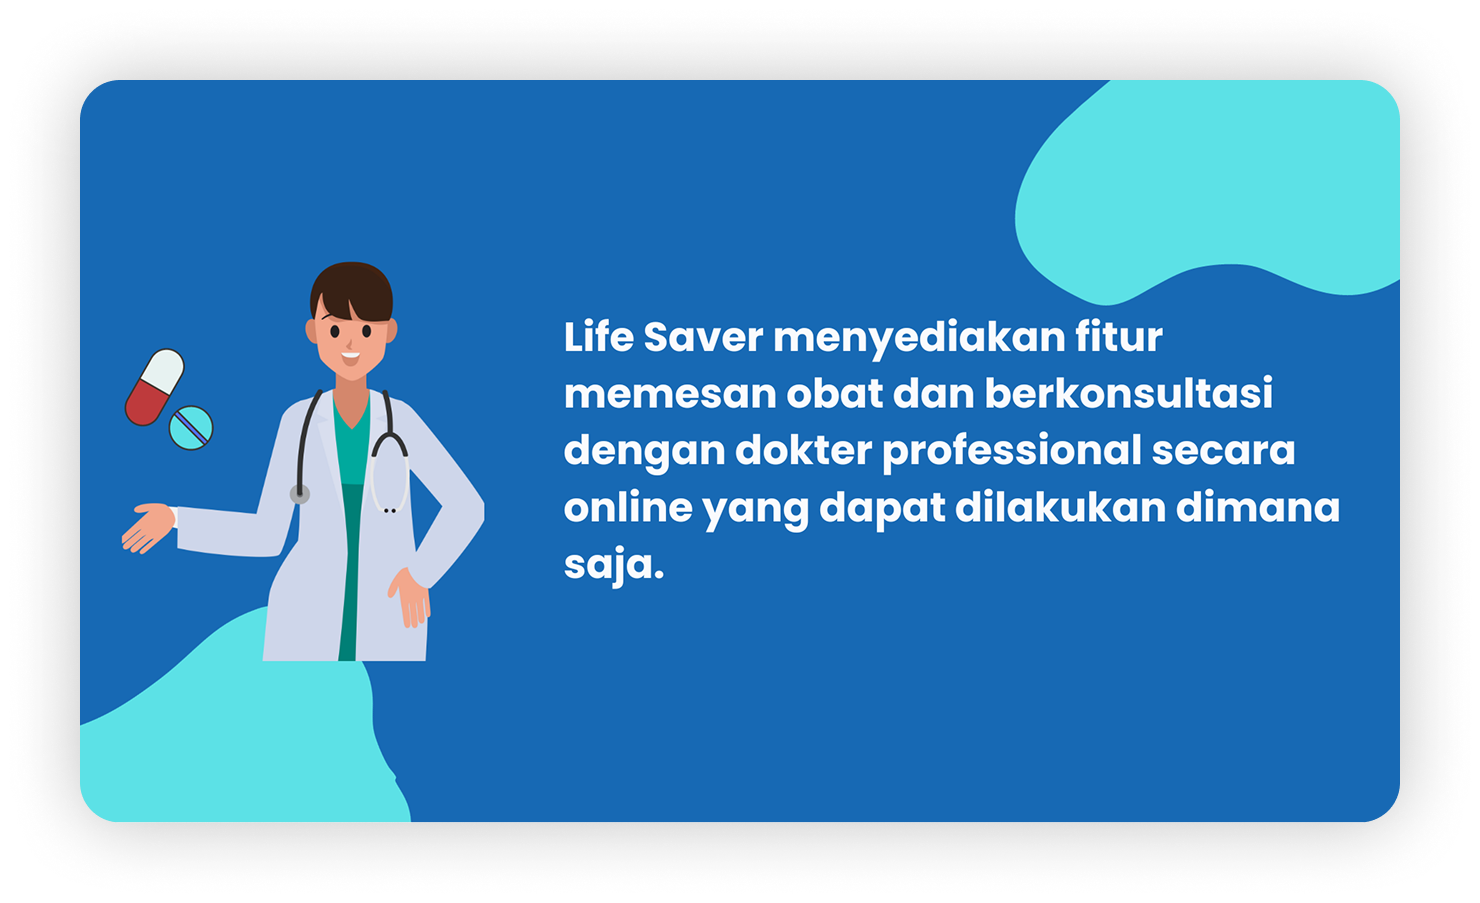 Life Saver menyediakan fitur
memesan obat dan berkonsultasi
dengan dokter professional secara
online yang dapat dilakukan dimana
saja.